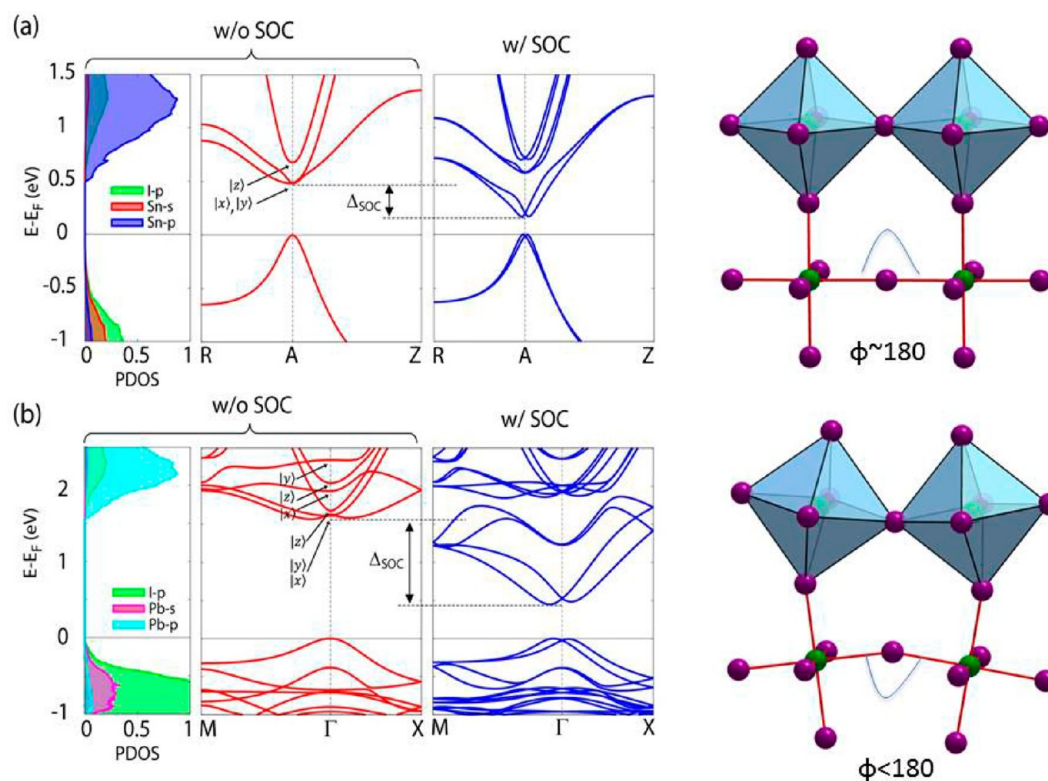 (a)
w/o SOC
w/ SOC
1.5
1
0.5
0
-0.5
-1
E-E_F (eV)
I-p
Sn-s
Sn-p
|z⟩
|x⟩,|y⟩
Δ_SOC
0 0.5 1
PDOS
R A Z
R A Z
ϕ~180
(b)
w/o SOC
w/ SOC
2
1
0
-1
E-E_F (eV)
I-p
Pb-s
Pb-p
|y⟩
|z⟩
|x⟩
|z⟩
|y⟩
|x⟩
Δ_SOC
0 0.5 1
PDOS
M Γ X
M Γ X
ϕ<180